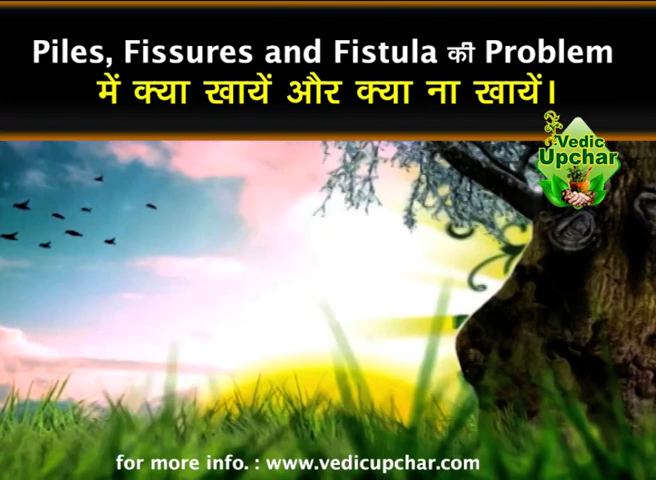 Piles, Fissures and Fistula की Problem
में क्या खायें और क्या ना खायें।
Vedic
Upchar
for more info. : www.vedicupchar.com